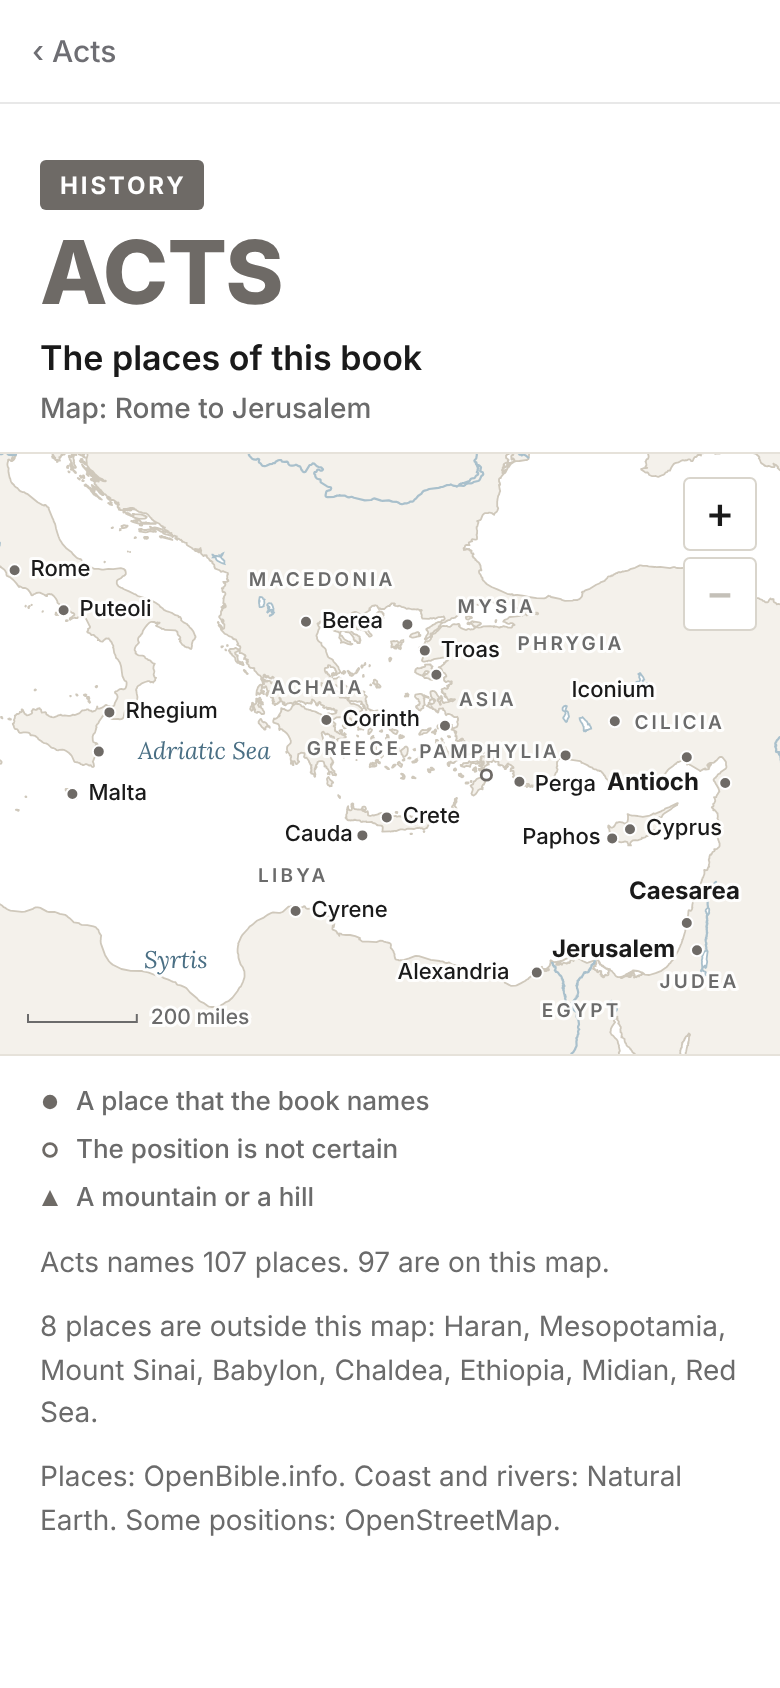 ‹ Acts
HISTORY
ACTS
The places of this book
Map: Rome to Jerusalem
+
−
Rome
MACEDONIA
Puteoli
Berea
MYSIA
Troas
PHRYGIA
ACHAIA
Iconium
ASIA
Rhegium
Corinth
CILICIA
Adriatic Sea
GREECE
PAMPHYLIA
Malta
Perga
Antioch
Crete
Cauda
Paphos
Cyprus
LIBYA
Caesarea
Cyrene
Syrtis
Jerusalem
Alexandria
JUDEA
EGYPT
200 miles
A place that the book names
The position is not certain
A mountain or a hill
Acts names 107 places. 97 are on this map.
8 places are outside this map: Haran, Mesopotamia,
Mount Sinai, Babylon, Chaldea, Ethiopia, Midian, Red
Sea.
Places: OpenBible.info. Coast and rivers: Natural
Earth. Some positions: OpenStreetMap.